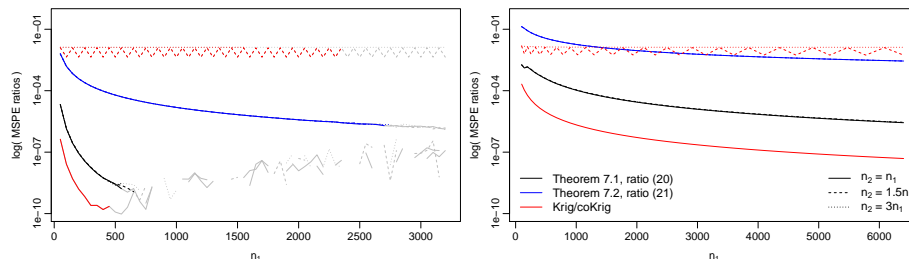 log( MSPE ratios)
1e−10 1e−07 1e−04 1e−01
0 500 1000 1500 2000 2500 3000
n₁
log( MSPE ratios)
1e−10 1e−07 1e−04 1e−01
Theorem 7.1, ratio (20)
Theorem 7.2, ratio (21)
Krig/coKrig
n₂ = n₁
n₂ = 1.5n
n₂ = 3n₁
0 1000 2000 3000 4000 5000 6000
n₁